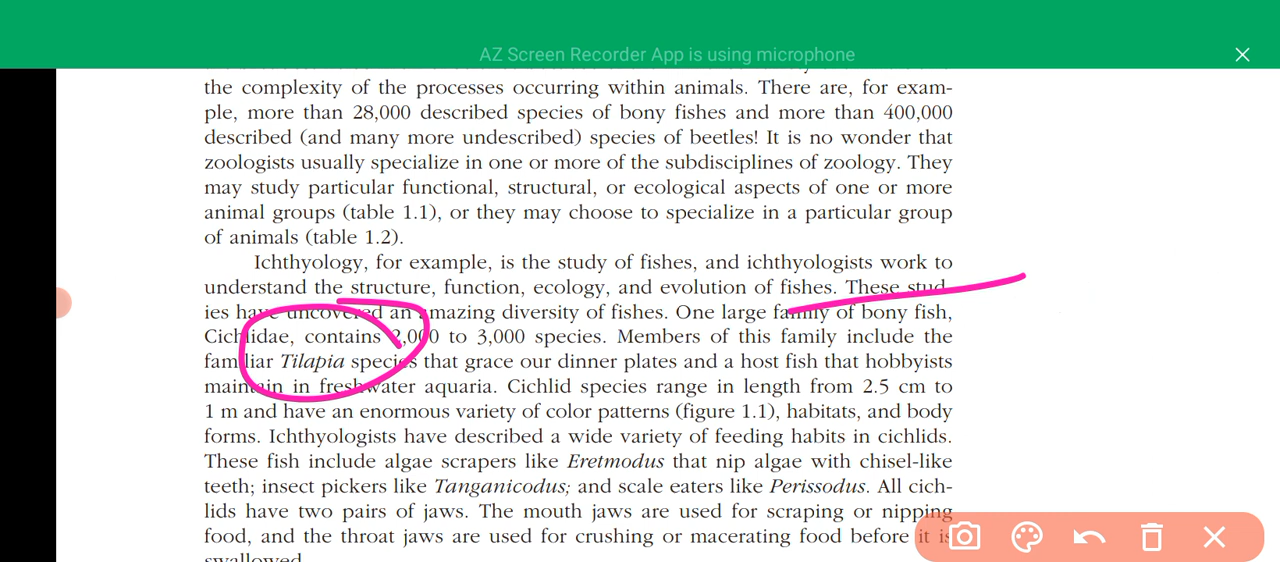 AZ Screen Recorder App is using microphone
the complexity of the processes occurring within animals. There are, for exam-
ple, more than 28,000 described species of bony fishes and more than 400,000
described (and many more undescribed) species of beetles! It is no wonder that
zoologists usually specialize in one or more of the subdisciplines of zoology. They
may study particular functional, structural, or ecological aspects of one or more
animal groups (table 1.1), or they may choose to specialize in a particular group
of animals (table 1.2).
Ichthyology, for example, is the study of fishes, and ichthyologists work to
understand the structure, function, ecology, and evolution of fishes. These stud-
ies have uncovered an amazing diversity of fishes. One large family of bony fish,
Cichlidae, contains 2,000 to 3,000 species. Members of this family include the
familiar Tilapia species that grace our dinner plates and a host fish that hobbyists
maintain in freshwater aquaria. Cichlid species range in length from 2.5 cm to
1 m and have an enormous variety of color patterns (figure 1.1), habitats, and body
forms. Ichthyologists have described a wide variety of feeding habits in cichlids.
These fish include algae scrapers like Eretmodus that nip algae with chisel-like
teeth; insect pickers like Tanganicodus; and scale eaters like Perissodus. All cich-
lids have two pairs of jaws. The mouth jaws are used for scraping or nipping
food, and the throat jaws are used for crushing or macerating food before it is
swallowed.